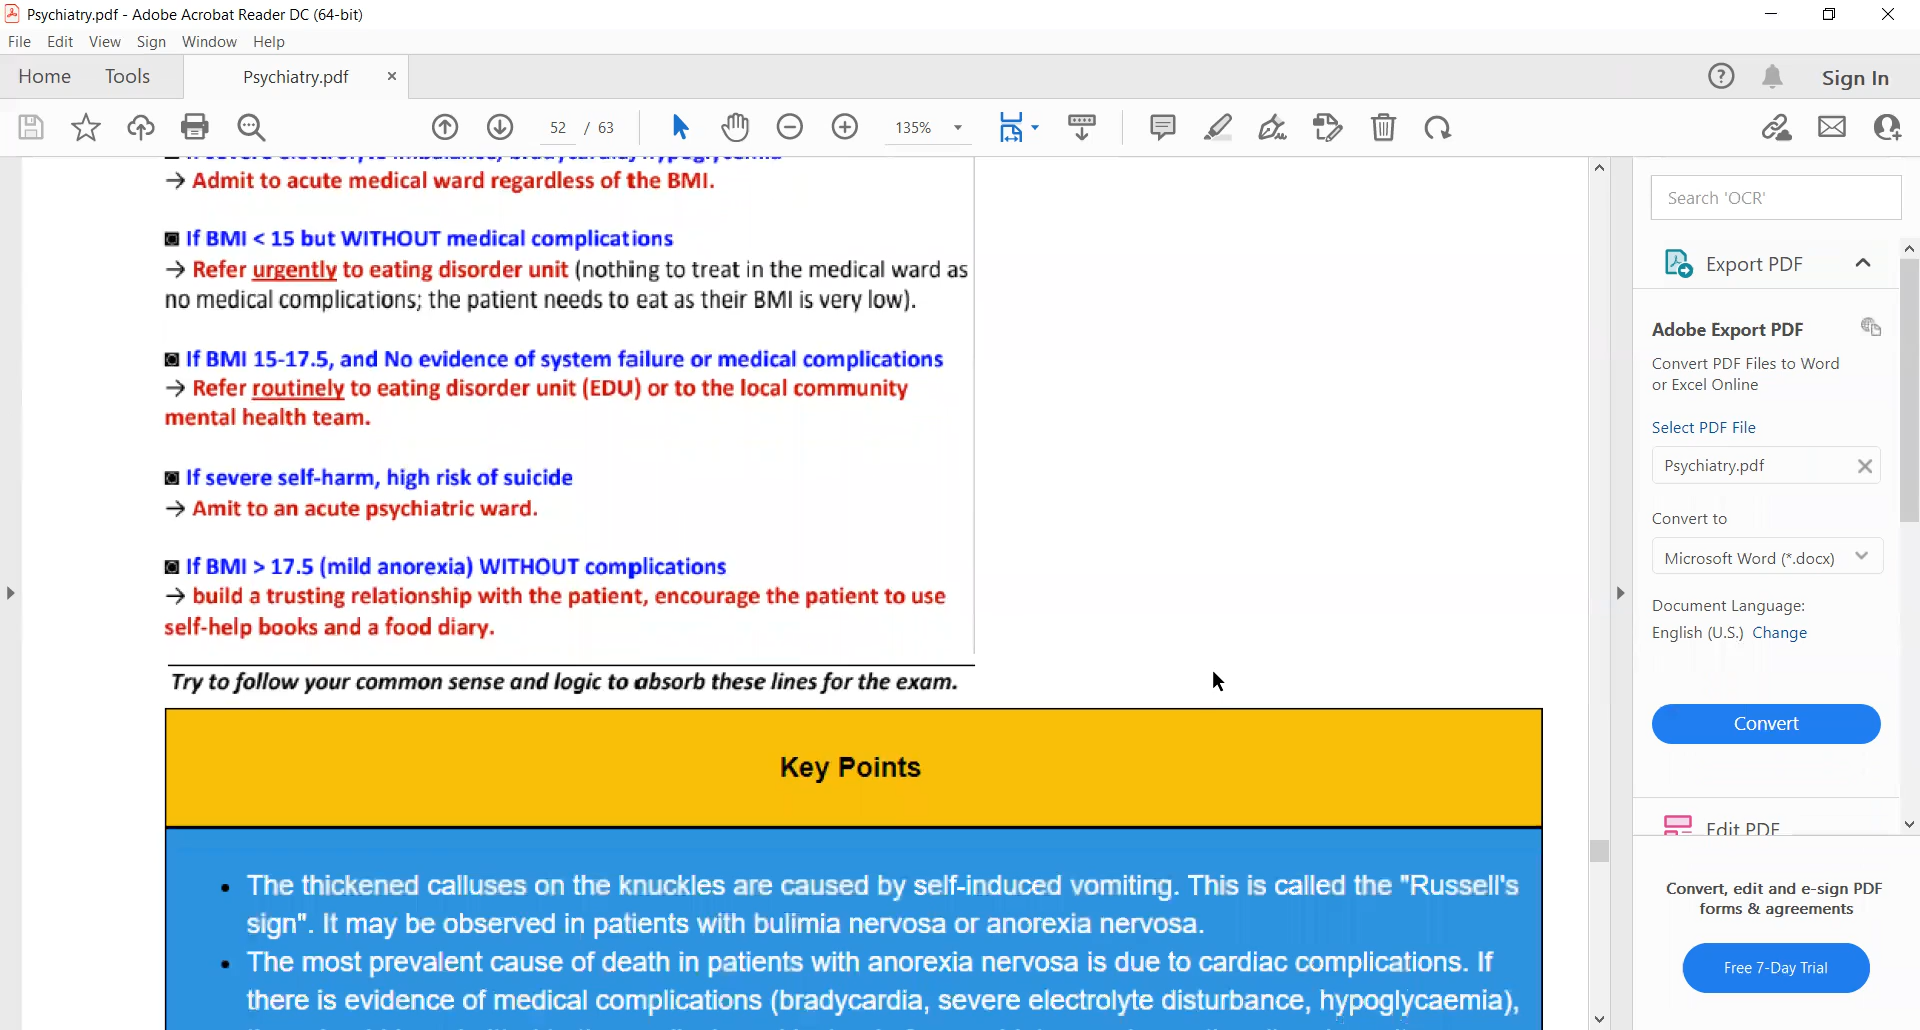 Psychiatry.pdf - Adobe Acrobat Reader DC (64-bit)
File Edit View Sign Window Help
Home Tools Psychiatry.pdf × Sign In
52 / 63 135%
→ Admit to acute medical ward regardless of the BMI.
If BMI < 15 but WITHOUT medical complications
→ Refer urgently to eating disorder unit (nothing to treat in the medical ward as
no medical complications; the patient needs to eat as their BMI is very low).
If BMI 15-17.5, and No evidence of system failure or medical complications
→ Refer routinely to eating disorder unit (EDU) or to the local community
mental health team.
If severe self-harm, high risk of suicide
→ Amit to an acute psychiatric ward.
If BMI > 17.5 (mild anorexia) WITHOUT complications
→ build a trusting relationship with the patient, encourage the patient to use
self-help books and a food diary.
Try to follow your common sense and logic to absorb these lines for the exam.
Key Points
• The thickened calluses on the knuckles are caused by self-induced vomiting. This is called the "Russell's
sign". It may be observed in patients with bulimia nervosa or anorexia nervosa.
• The most prevalent cause of death in patients with anorexia nervosa is due to cardiac complications. If
there is evidence of medical complications (bradycardia, severe electrolyte disturbance, hypoglycaemia),
Search 'OCR'
Export PDF
Adobe Export PDF
Convert PDF Files to Word
or Excel Online
Select PDF File
Psychiatry.pdf
Convert to
Microsoft Word (*.docx)
Document Language:
English (U.S.) Change
Convert
Edit PDF
Convert, edit and e-sign PDF
forms & agreements
Free 7-Day Trial